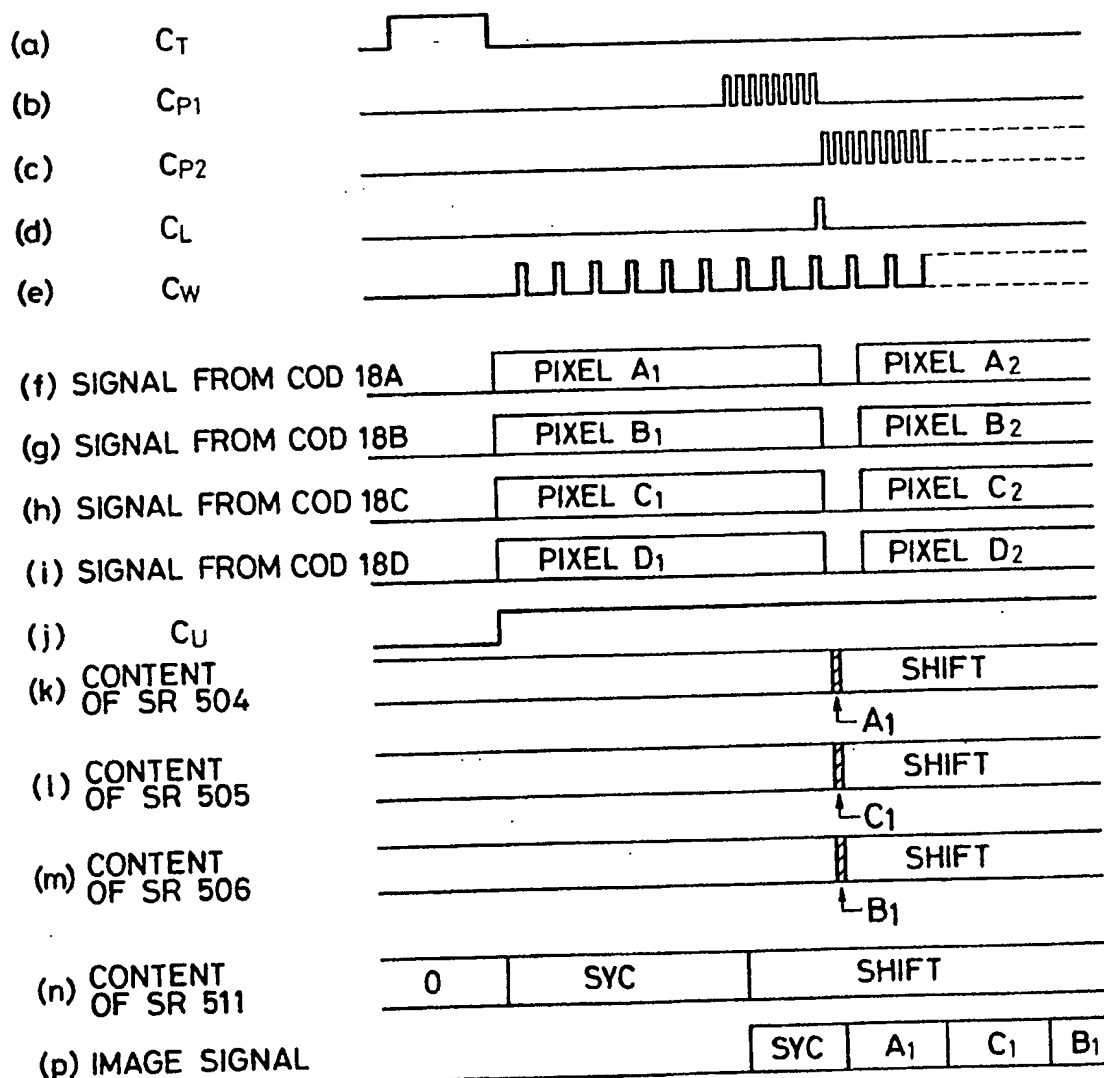 (a) CT
(b) CP1
(c) CP2
(d) CL
(e) CW
(f) SIGNAL FROM COD 18A PIXEL A1 PIXEL A2
(g) SIGNAL FROM COD 18B PIXEL B1 PIXEL B2
(h) SIGNAL FROM COD 18C PIXEL C1 PIXEL C2
(i) SIGNAL FROM COD 18D PIXEL D1 PIXEL D2
(j) CU
(k) CONTENT OF SR 504 SHIFT
A1
(l) CONTENT OF SR 505 SHIFT
C1
(m) CONTENT OF SR 506 SHIFT
B1
(n) CONTENT OF SR 511 0 SYC SHIFT
(p) IMAGE SIGNAL SYC A1 C1 B1